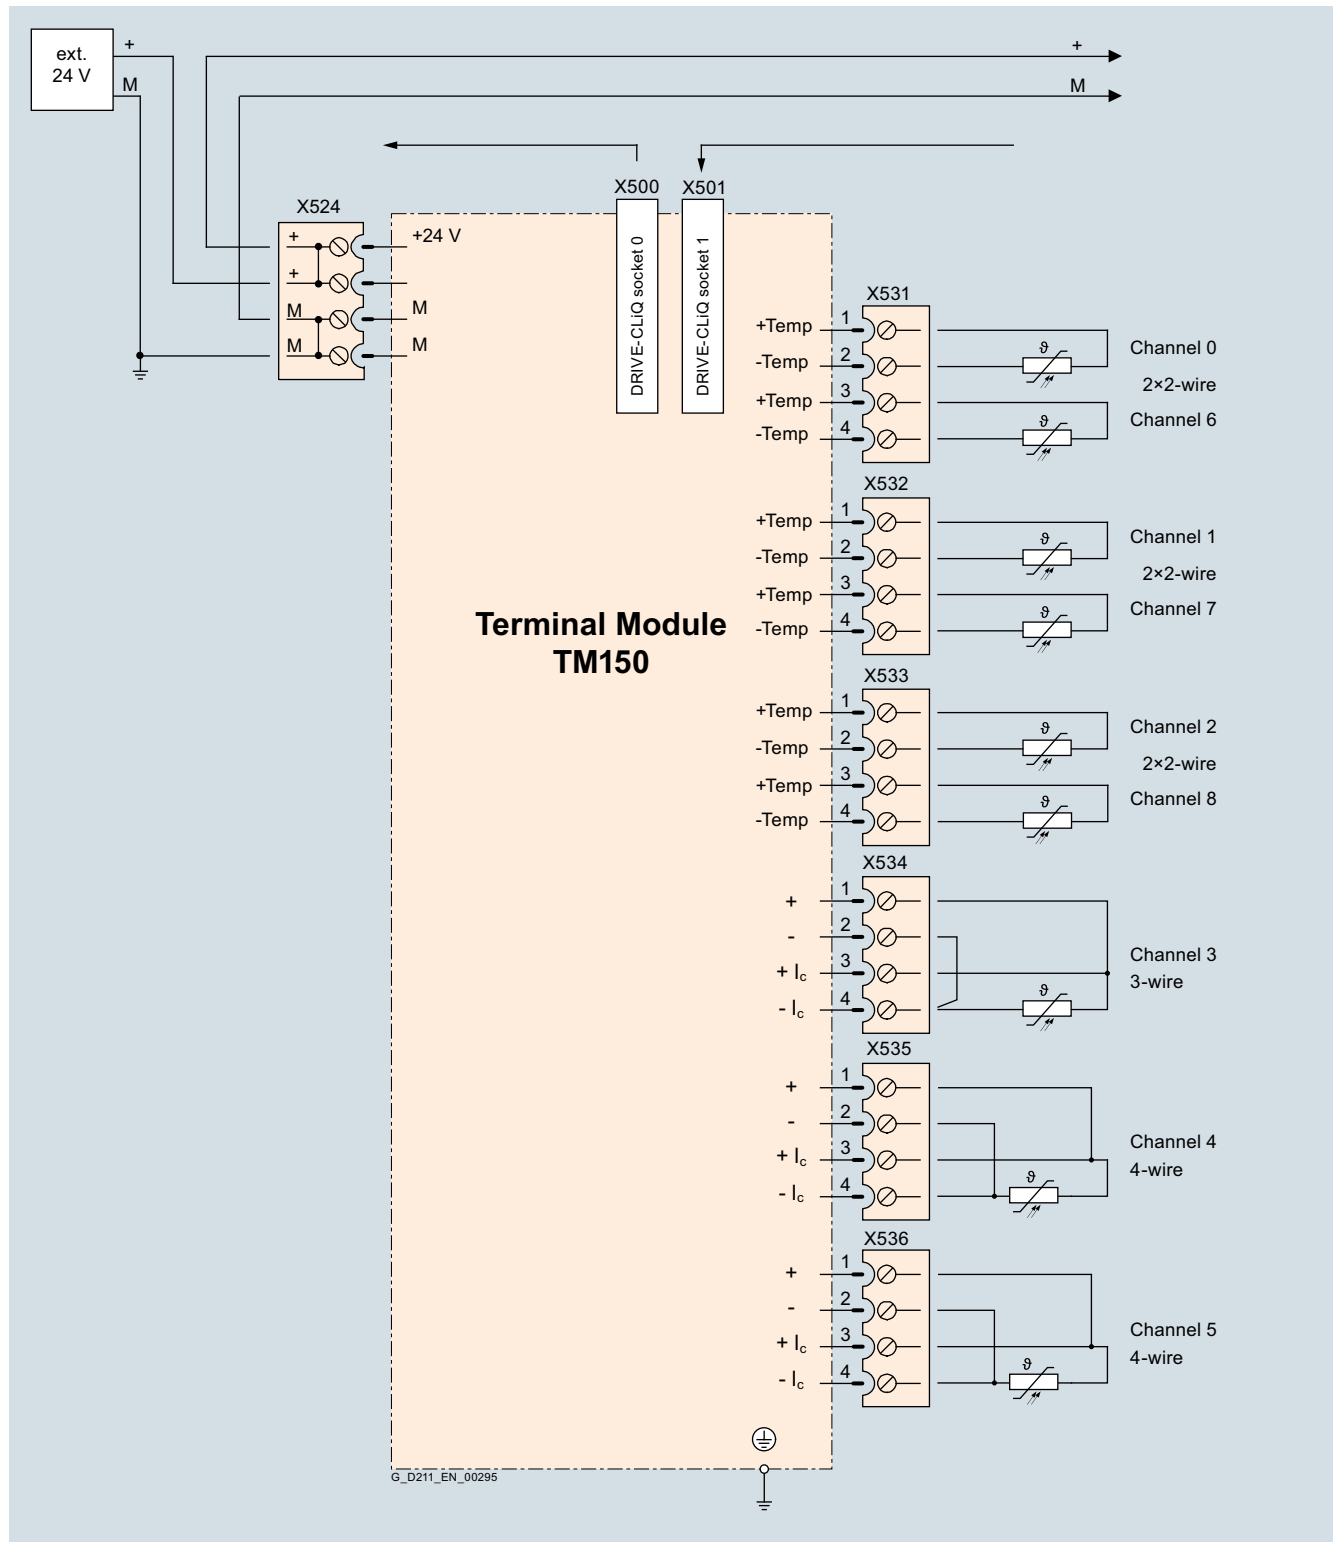 ext.
24 V
+
M
+
M
X500
X501
X524
+
+
M
M
+24 V
M
M
DRIVE-CLiQ socket 0
DRIVE-CLiQ socket 1
Terminal Module
TM150
X531
+Temp 1
-Temp 2
+Temp 3
-Temp 4
ϑ
ϑ
Channel 0
2×2-wire
Channel 6
X532
+Temp 1
-Temp 2
+Temp 3
-Temp 4
ϑ
ϑ
Channel 1
2×2-wire
Channel 7
X533
+Temp 1
-Temp 2
+Temp 3
-Temp 4
ϑ
ϑ
Channel 2
2×2-wire
Channel 8
X534
+ 1
- 2
+ Ic 3
- Ic 4
ϑ
Channel 3
3-wire
X535
+ 1
- 2
+ Ic 3
- Ic 4
ϑ
Channel 4
4-wire
X536
+ 1
- 2
+ Ic 3
- Ic 4
ϑ
Channel 5
4-wire
G_D211_EN_00295